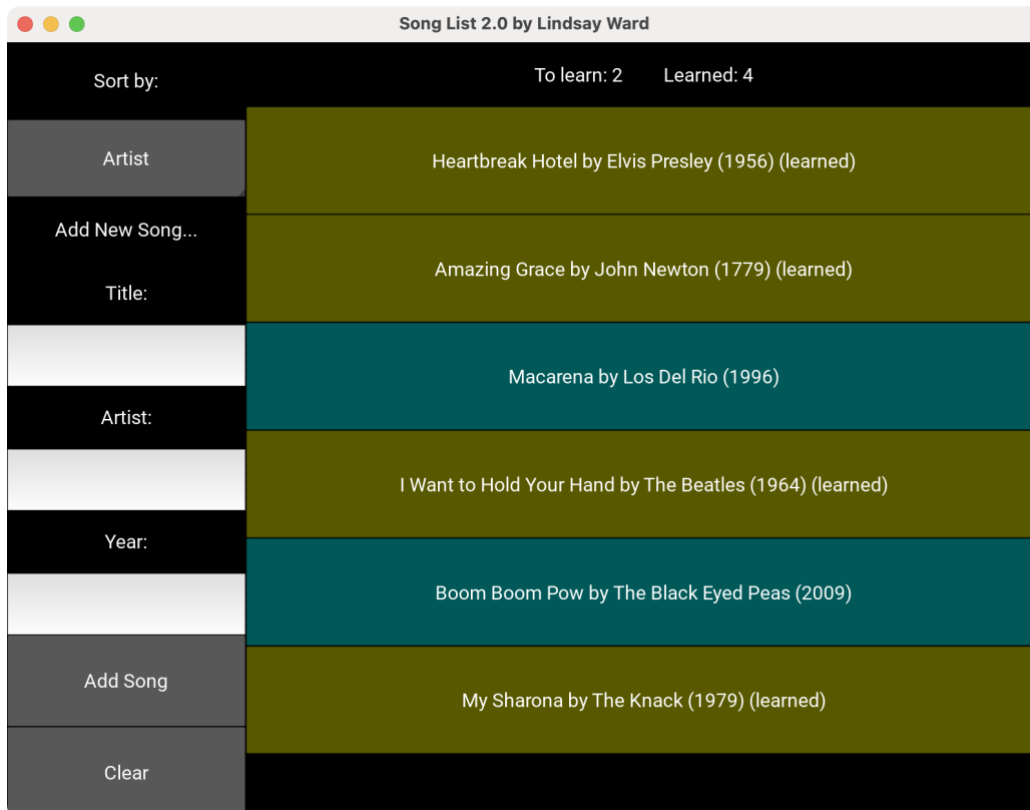 Song List 2.0 by Lindsay Ward
Sort by:
Artist
Add New Song...
Title:
Artist:
Year:
Add Song
Clear
To learn: 2 Learned: 4
Heartbreak Hotel by Elvis Presley (1956) (learned)
Amazing Grace by John Newton (1779) (learned)
Macarena by Los Del Rio (1996)
I Want to Hold Your Hand by The Beatles (1964) (learned)
Boom Boom Pow by The Black Eyed Peas (2009)
My Sharona by The Knack (1979) (learned)